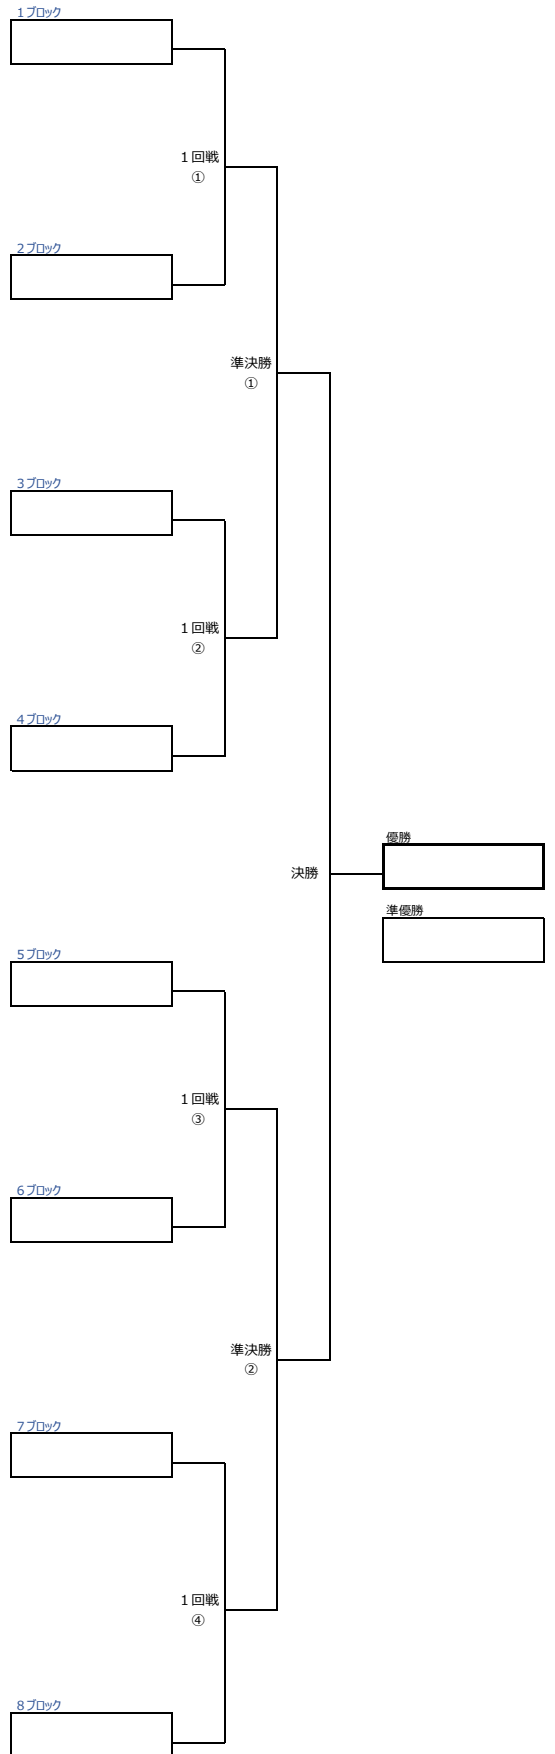 1ブロック
1回戦
①
2ブロック
準決勝
①
3ブロック
1回戦
②
4ブロック
優勝
決勝
準優勝
5ブロック
1回戦
③
6ブロック
準決勝
②
7ブロック
1回戦
④
8ブロック